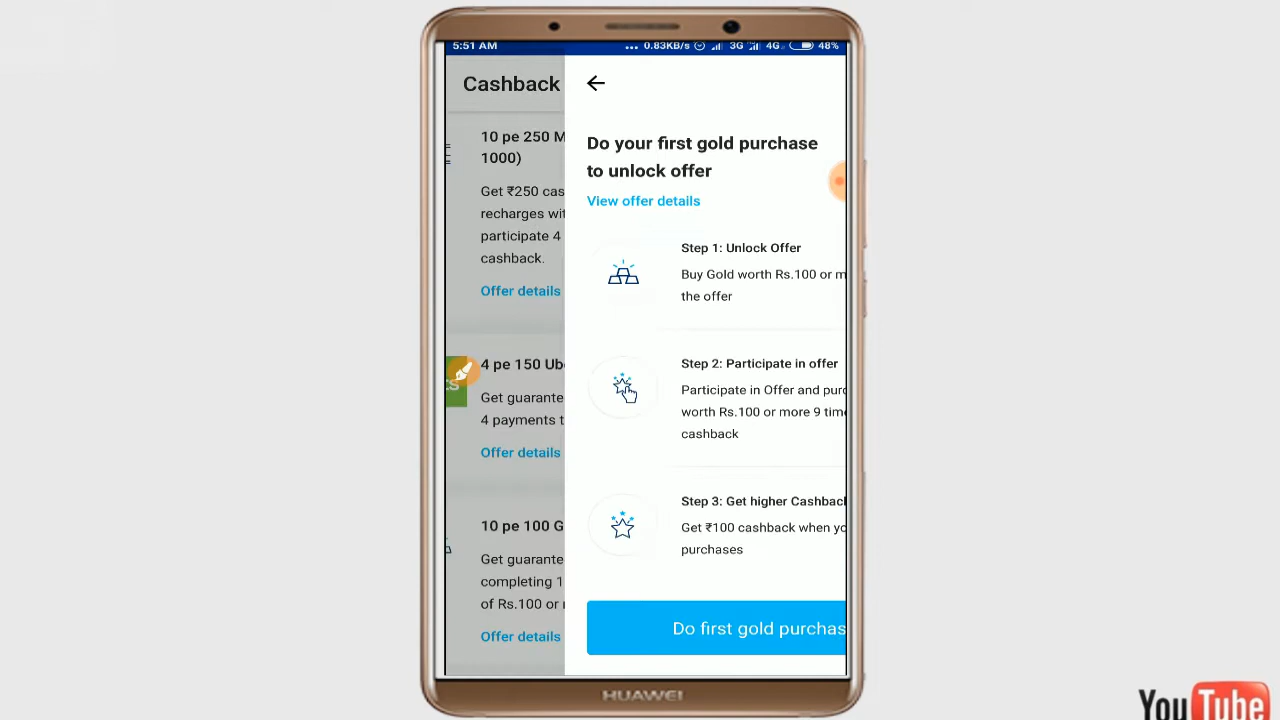 5:51 AM
... 0.83KB/s 3G 4G 48%
Cashback
10 pe 250 M
1000)
Get ₹250 cas
recharges wit
participate 4
cashback.
Offer details
4 pe 150 Ub
Get guarante
4 payments t
Offer details
10 pe 100 G
Get guarante
completing 1
of Rs.100 or
Offer details
Do your first gold purchase
to unlock offer
View offer details
Step 1: Unlock Offer
Buy Gold worth Rs.100 or m
the offer
Step 2: Participate in offer
Participate in Offer and purc
worth Rs.100 or more 9 time
cashback
Step 3: Get higher Cashback
Get ₹100 cashback when yo
purchases
Do first gold purchas
HUAWEI
YouTube